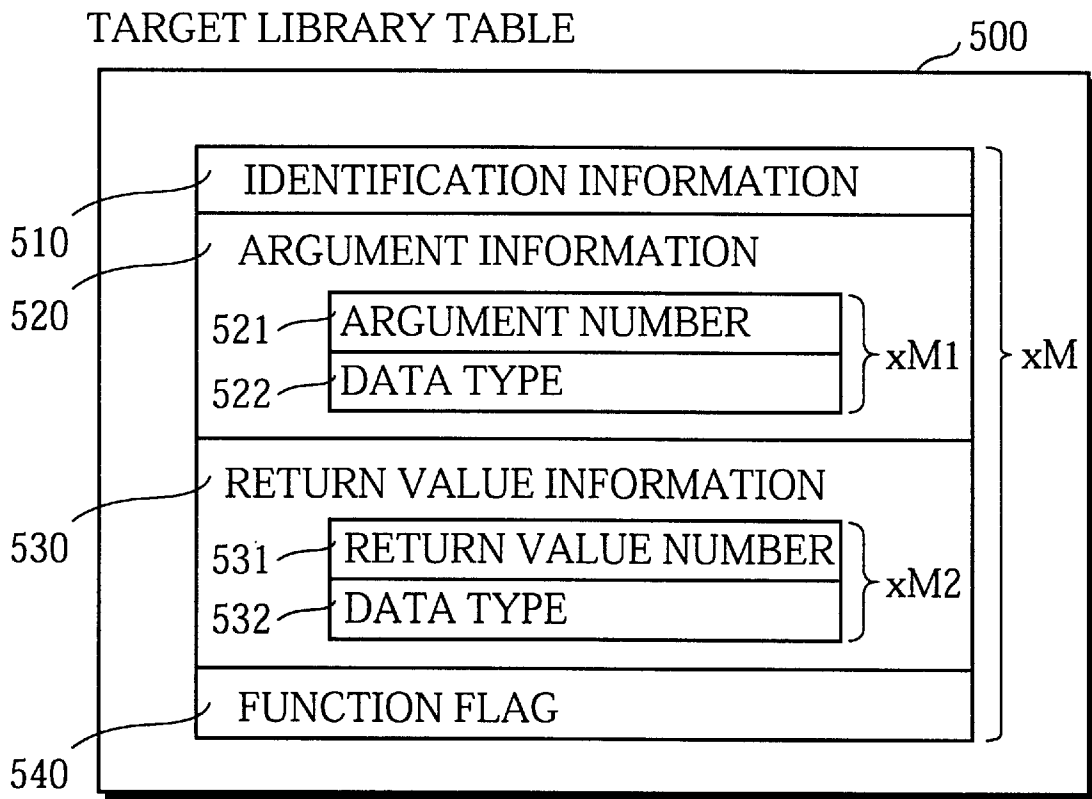 TARGET LIBRARY TABLE
500
IDENTIFICATION INFORMATION
510
ARGUMENT INFORMATION
520
521
ARGUMENT NUMBER
xM1
xM
522
DATA TYPE
RETURN VALUE INFORMATION
530
531
RETURN VALUE NUMBER
xM2
532
DATA TYPE
FUNCTION FLAG
540